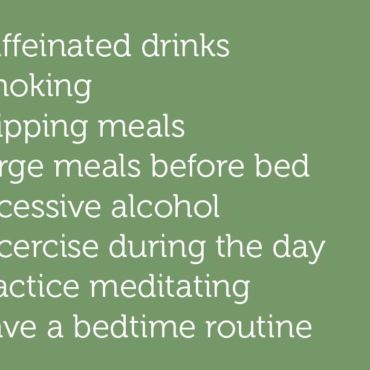 affeinated drinks
moking
ipping meals
rge meals before bed
cessive alcohol
xercise during the day
actice meditating
ave a bedtime routine